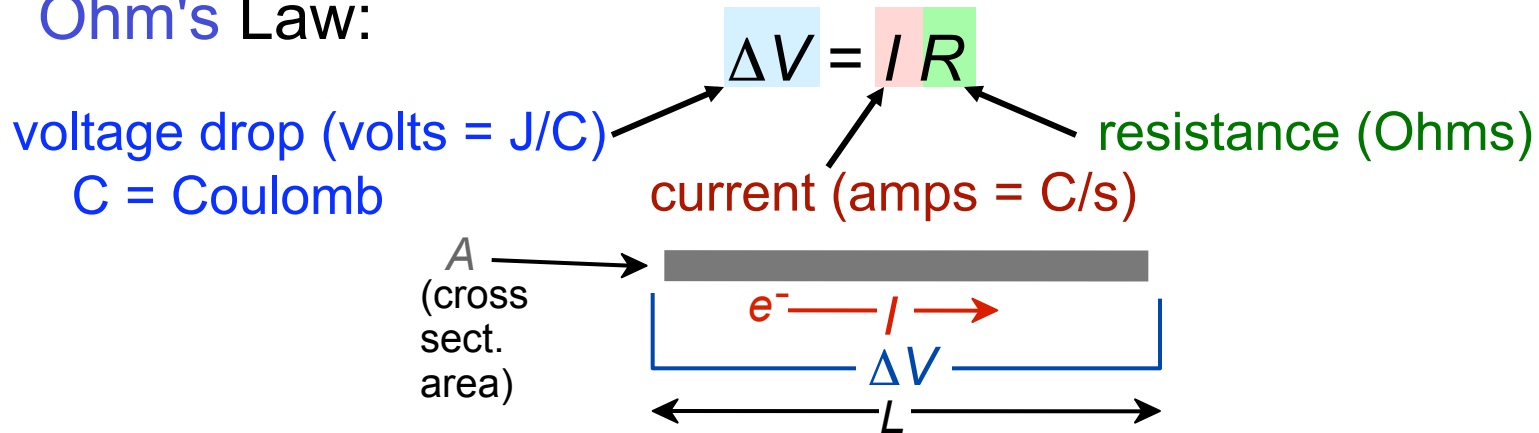 Ohm's Law:
ΔV = I R
voltage drop (volts = J/C)
C = Coulomb
current (amps = C/s)
resistance (Ohms)
A
(cross
sect.
area)
e⁻ I
ΔV
L